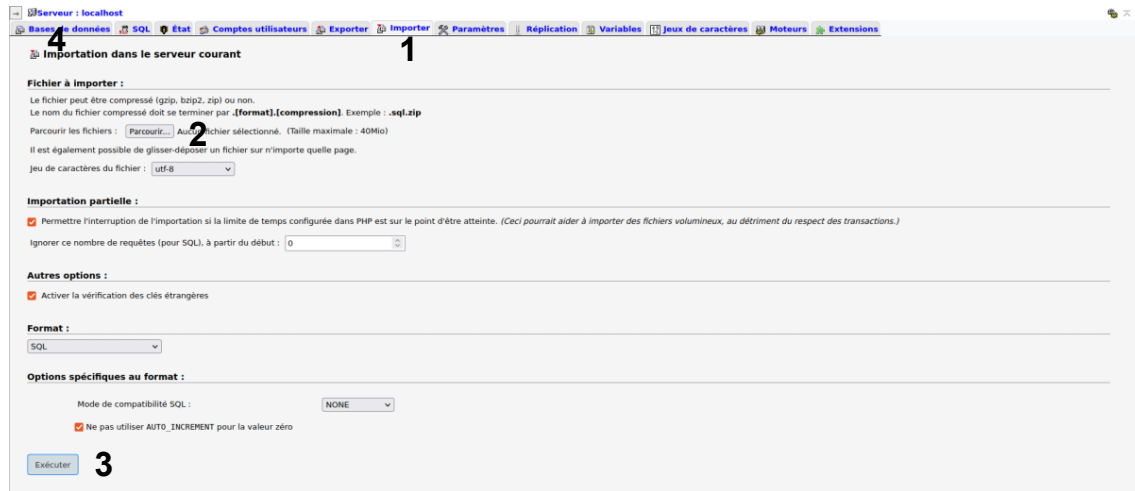 Serveur : localhost
Bases de données SQL État Comptes utilisateurs Exporter Importer Paramètres Réplication Variables Jeux de caractères Moteurs Extensions
4
1
Importation dans le serveur courant
Fichier à importer :
Le fichier peut être compressé (gzip, bzip2, zip) ou non.
Le nom du fichier compressé doit se terminer par .[format].[compression]. Exemple : .sql.zip
Parcourir les fichiers : Parcourir... Aucun fichier sélectionné. (Taille maximale : 40Mio)
2
Il est également possible de glisser-déposer un fichier sur n'importe quelle page.
Jeu de caractères du fichier : utf-8
Importation partielle :
Permettre l'interruption de l'importation si la limite de temps configurée dans PHP est sur le point d'être atteinte. (Ceci pourrait aider à importer des fichiers volumineux, au détriment du respect des transactions.)
Ignorer ce nombre de requêtes (pour SQL), à partir du début : 0
Autres options :
Activer la vérification des clés étrangères
Format :
SQL
Options spécifiques au format :
Mode de compatibilité SQL : NONE
Ne pas utiliser AUTO_INCREMENT pour la valeur zéro
Exécuter 3